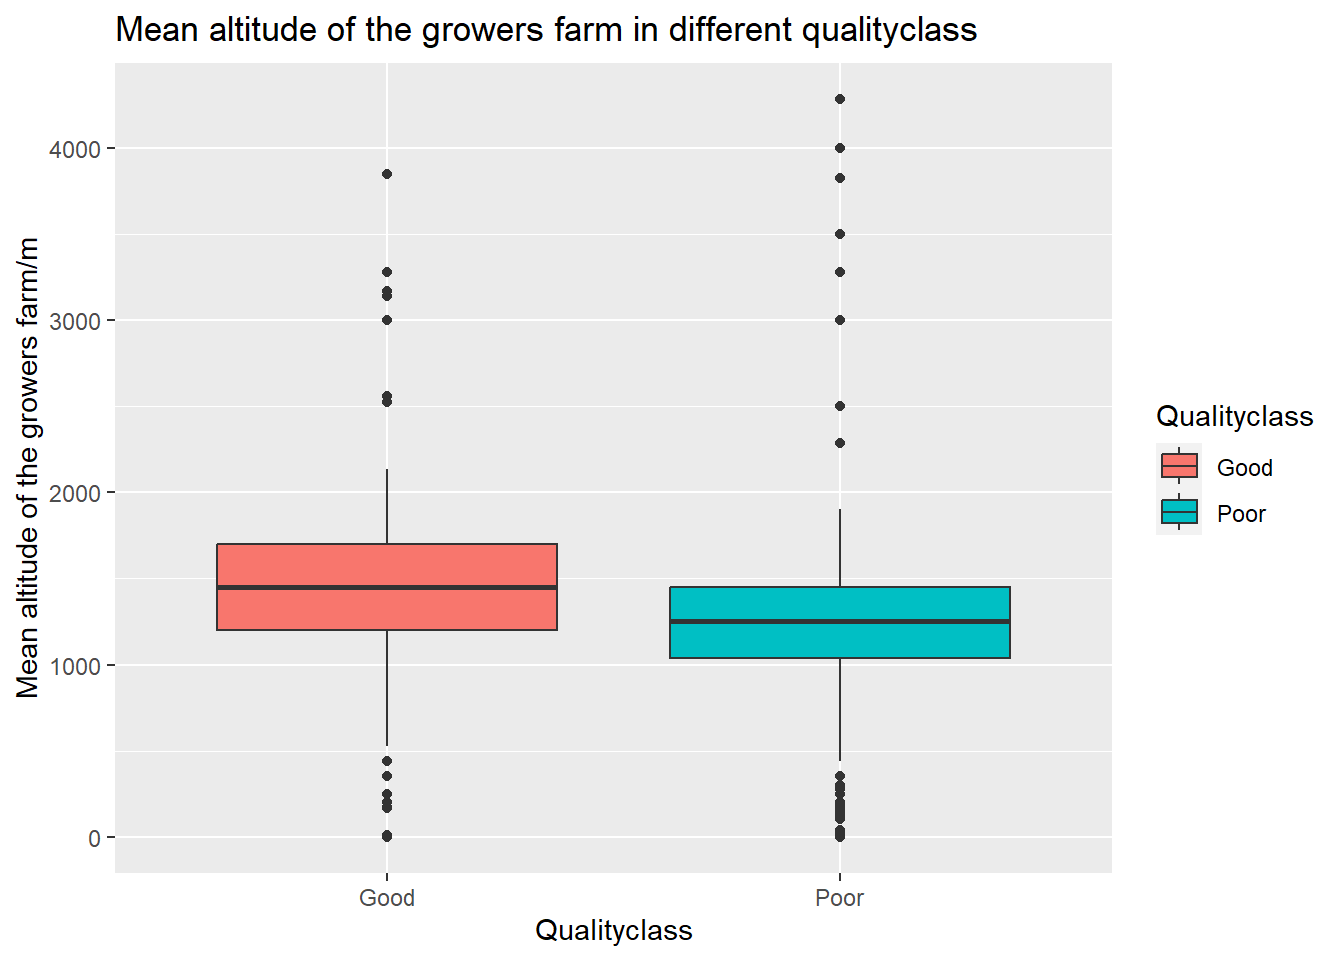 Mean altitude of the growers farm in different qualityclass
Mean altitude of the growers farm/m
4000
3000
2000
1000
0
Good
Poor
Qualityclass
Qualityclass
Good
Poor